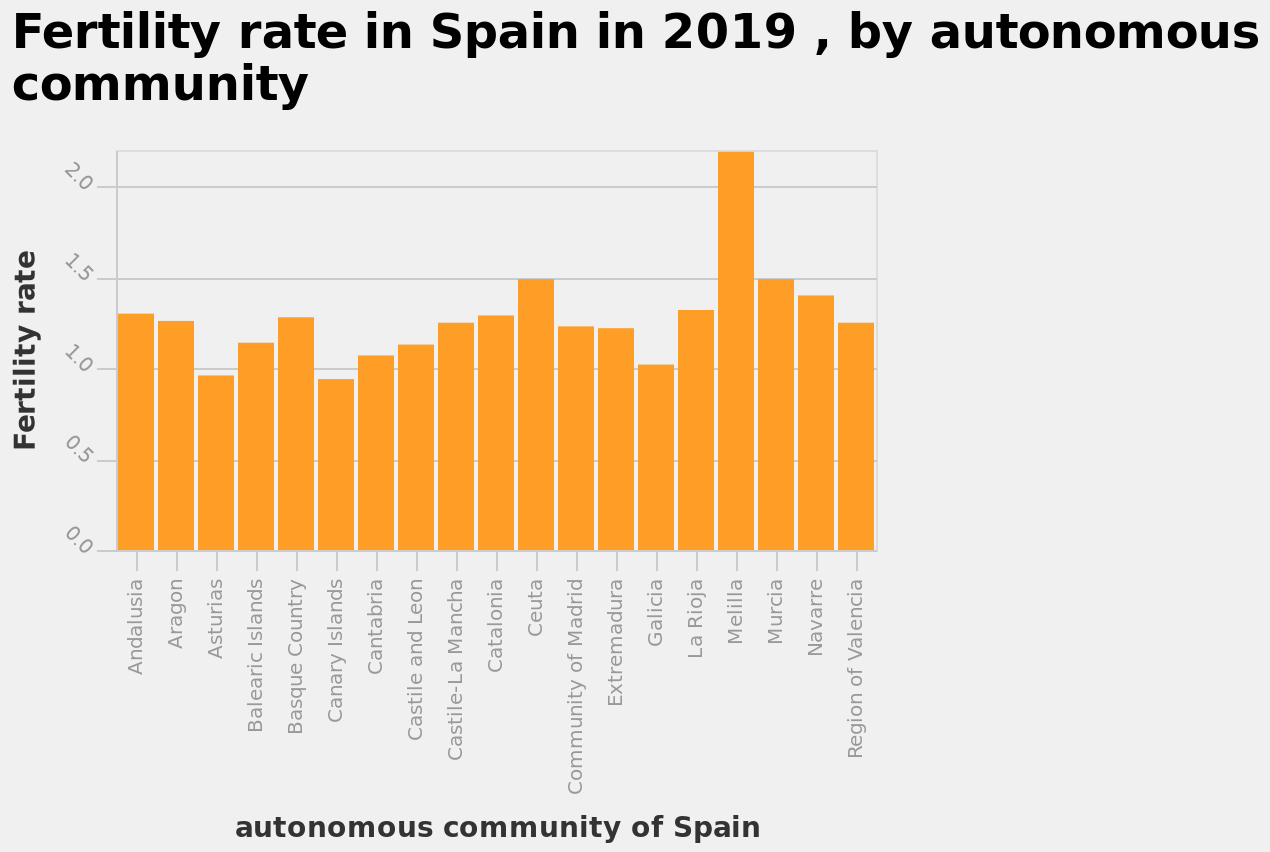 Fertility rate in Spain in 2019 , by autonomous
community
Fertility rate
2.0
1.5
1.0
0.5
0.0
Andalusia
Aragon
Asturias
Balearic Islands
Basque Country
Canary Islands
Cantabria
Castile and Leon
Castile-La Mancha
Catalonia
Ceuta
Community of Madrid
Extremadura
Galicia
La Rioja
Melilla
Murcia
Navarre
Region of Valencia
autonomous community of Spain